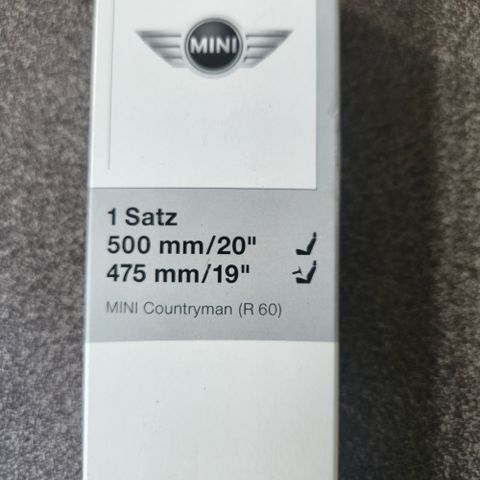 MINI
1 Satz
500 mm/20"
475 mm/19"
MINI Countryman (R 60)